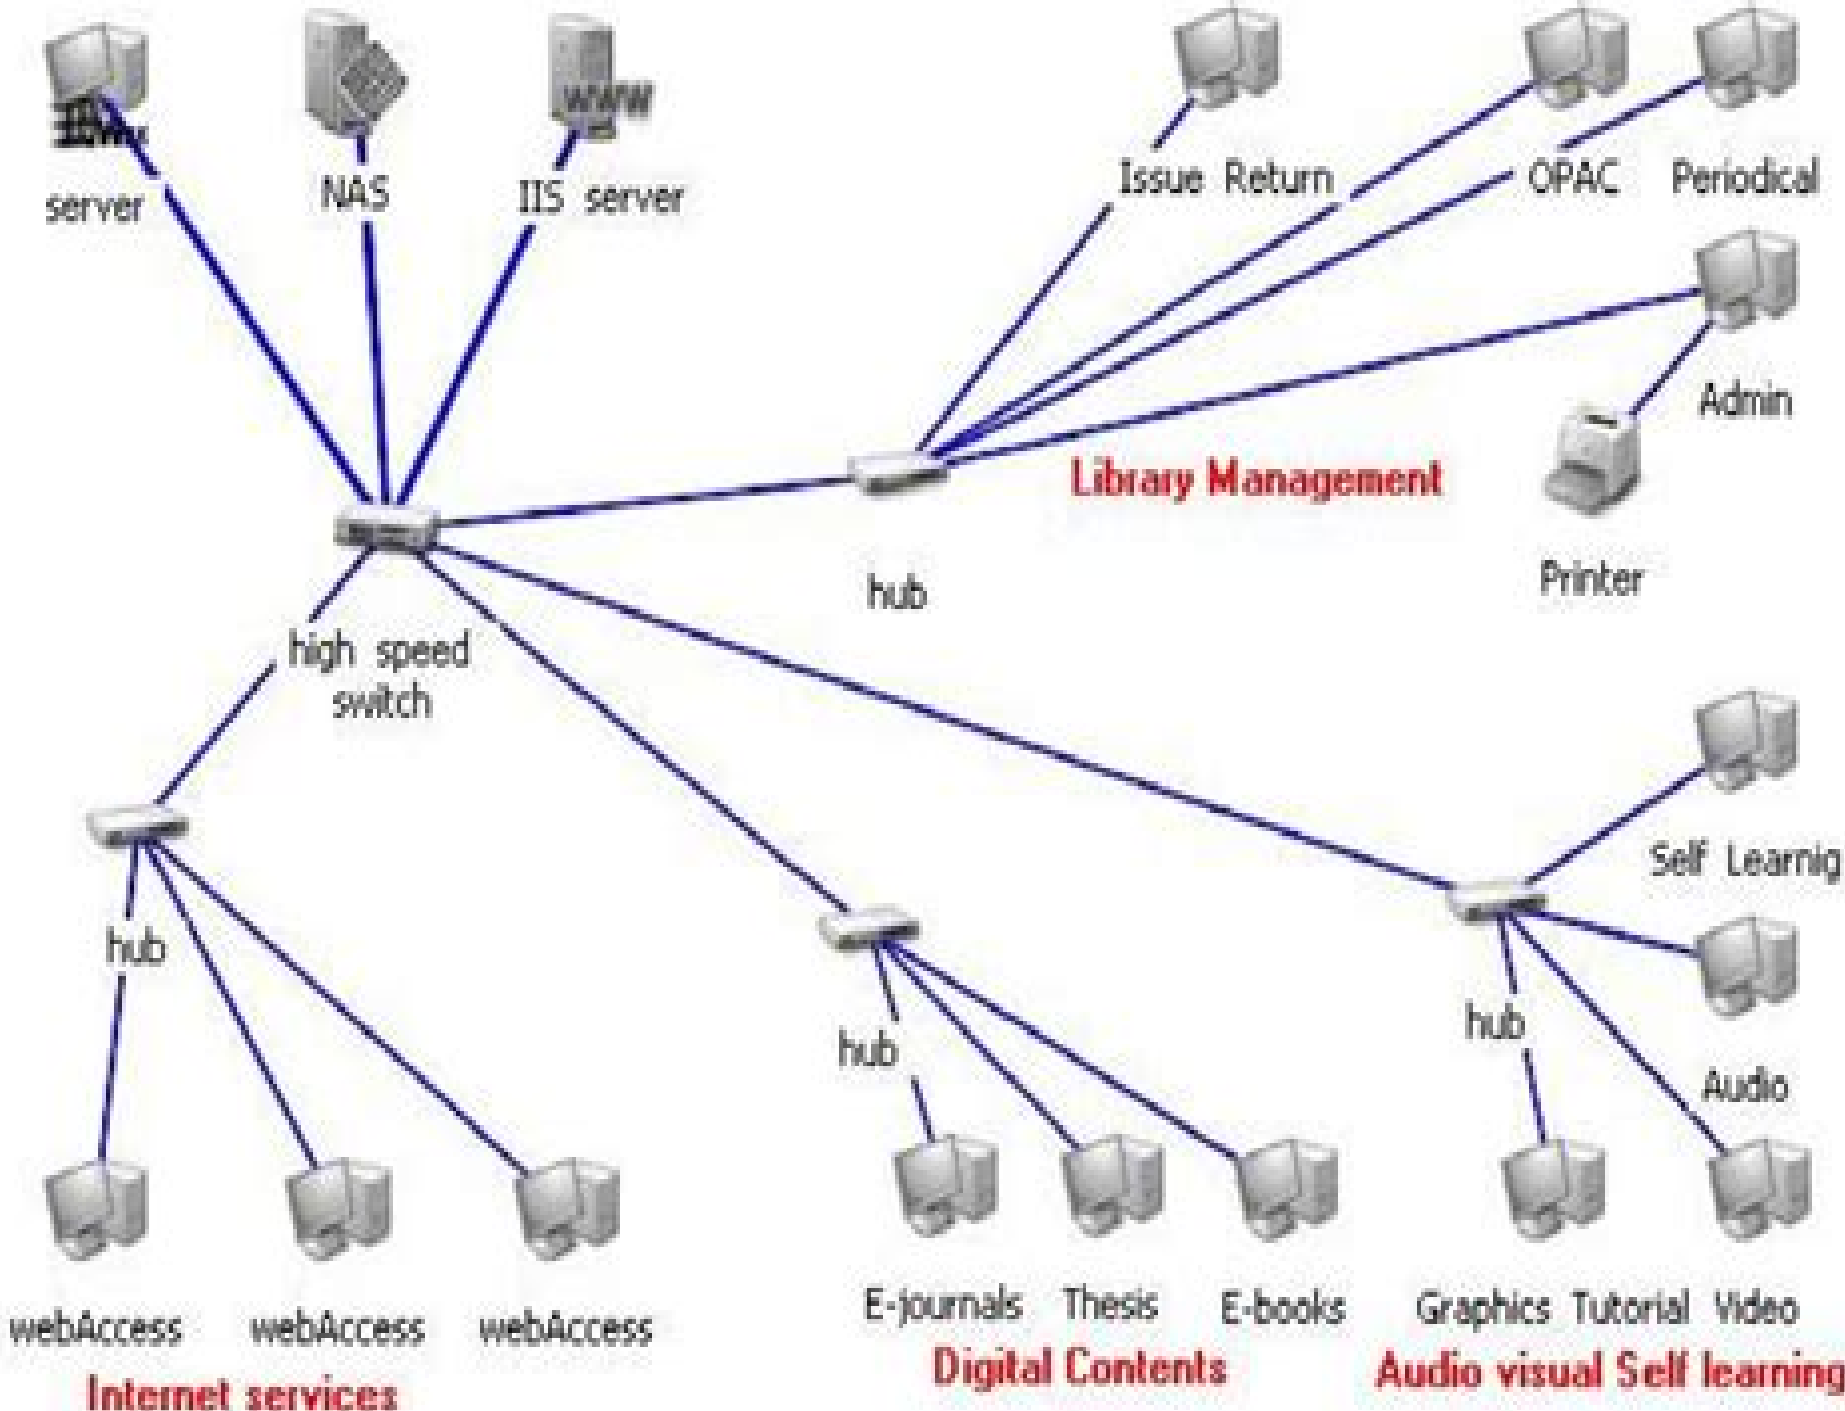 Issue Return
OPAC
Periodical
server
NAS
IIS server
Admin
Library Management
Printer
hub
high speed
switch
Self Learnig
hub
hub
hub
Audio
E-journals
Thesis
E-books
Graphics Tutorial
Video
webAccess
webAccess
webAccess
Digital Contents
Audio visual Self learning
Internet services